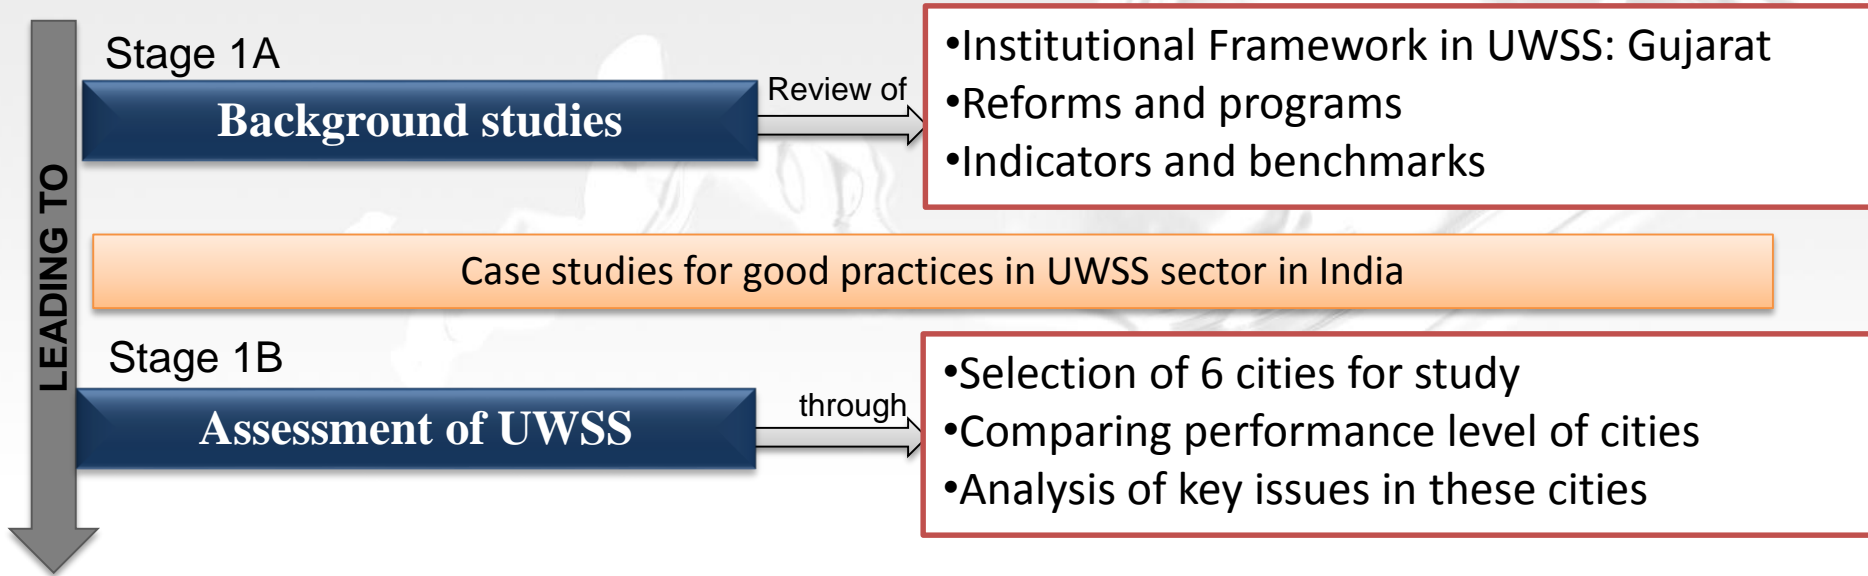 LEADING TO
Stage 1A
Background studies
Review of
•Institutional Framework in UWSS: Gujarat
•Reforms and programs
•Indicators and benchmarks
Case studies for good practices in UWSS sector in India
Stage 1B
Assessment of UWSS
through
•Selection of 6 cities for study
•Comparing performance level of cities
•Analysis of key issues in these cities